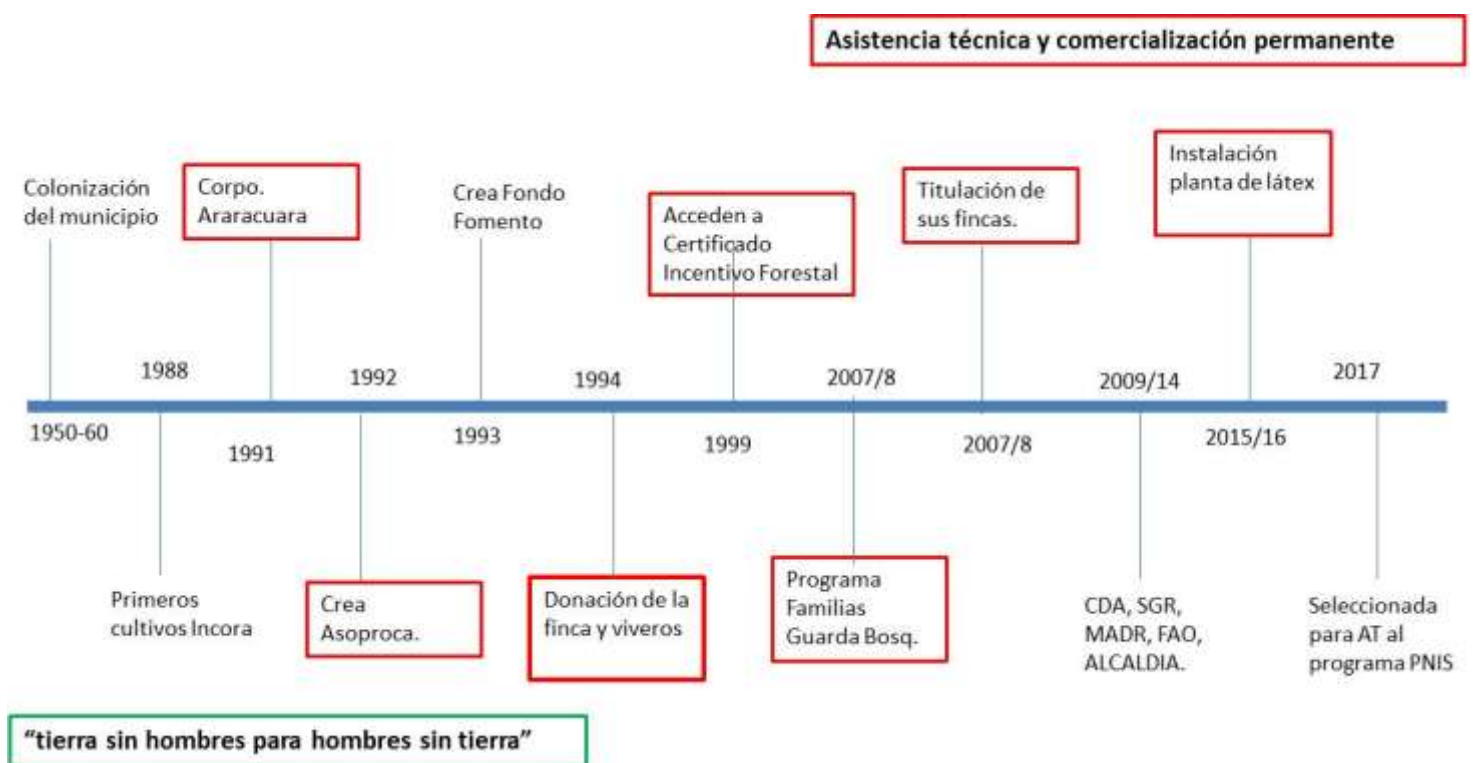 Asistencia técnica y comercialización permanente
Colonización
del municipio
Corpo.
Araracuara
Crea Fondo
Fomento
Acceden a
Certificado
Incentivo Forestal
Titulación de
sus fincas.
Instalación
planta de látex
1988
1992
1994
2007/8
2009/14
2017
1950-60
1991
1993
1999
2007/8
2015/16
Primeros
cultivos Incora
Crea
Asoproca.
Donación de la
finca y viveros
Programa
Familias
Guarda Bosq.
CDA, SGR,
MADR, FAO,
ALCALDIA.
Seleccionada
para AT al
programa PNIS
“tierra sin hombres para hombres sin tierra”